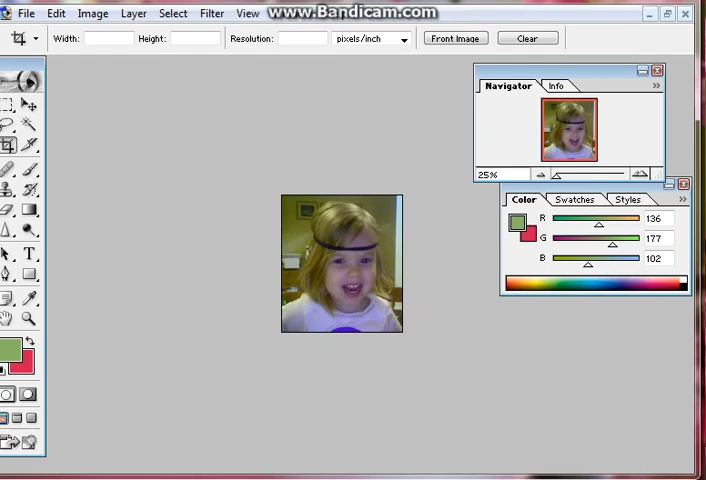 File Edit Image Layer Select Filter View www.Bandicam.com
Width: Height: Resolution: pixels/inch Front Image Clear
Navigator Info
25%
Color Swatches Styles
R 136
G 177
B 102
T